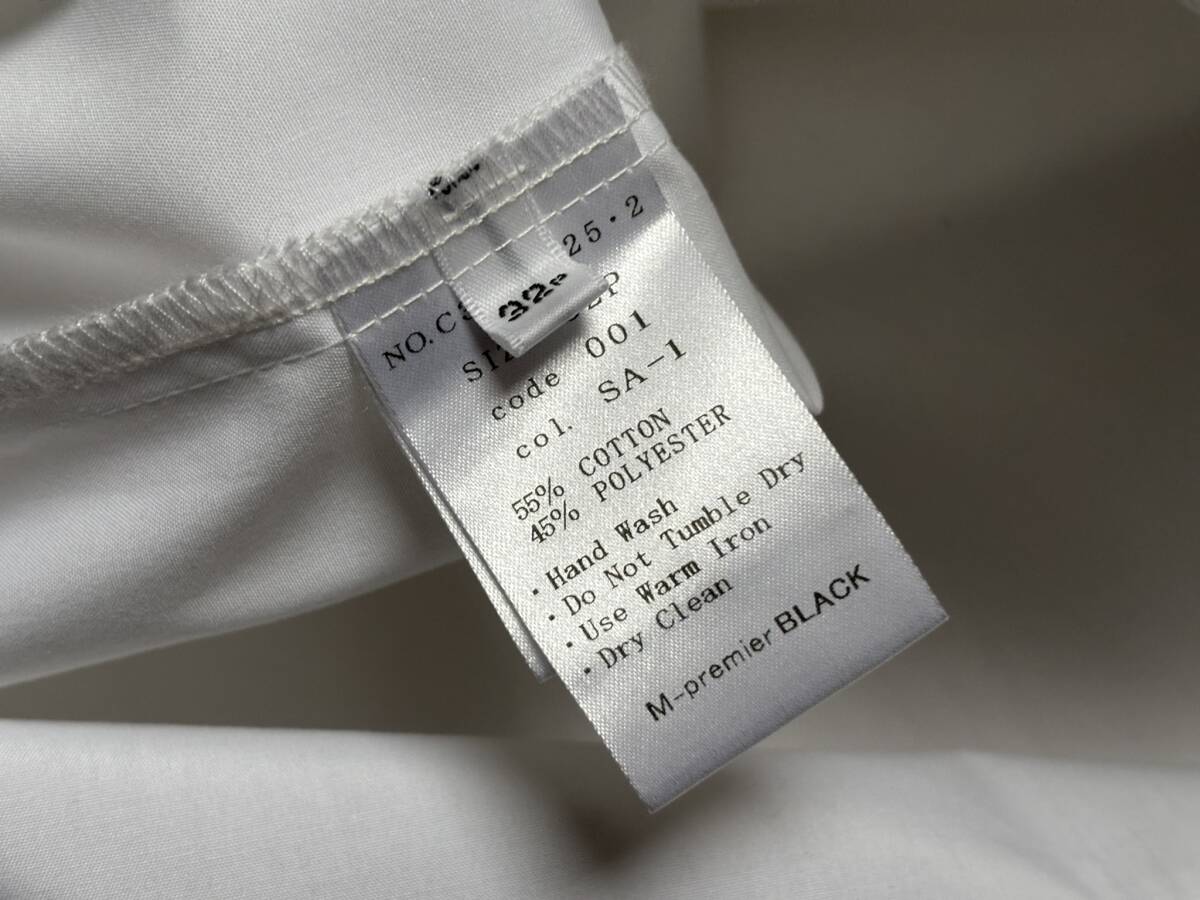 NO.C 25·2
SI
code 001
col. SA-1
55% COTTON
45% POLYESTER
·Hand Wash
·Do Not Tumble Dry
·Use Warm Iron
·Dry Clean
M-premier BLACK